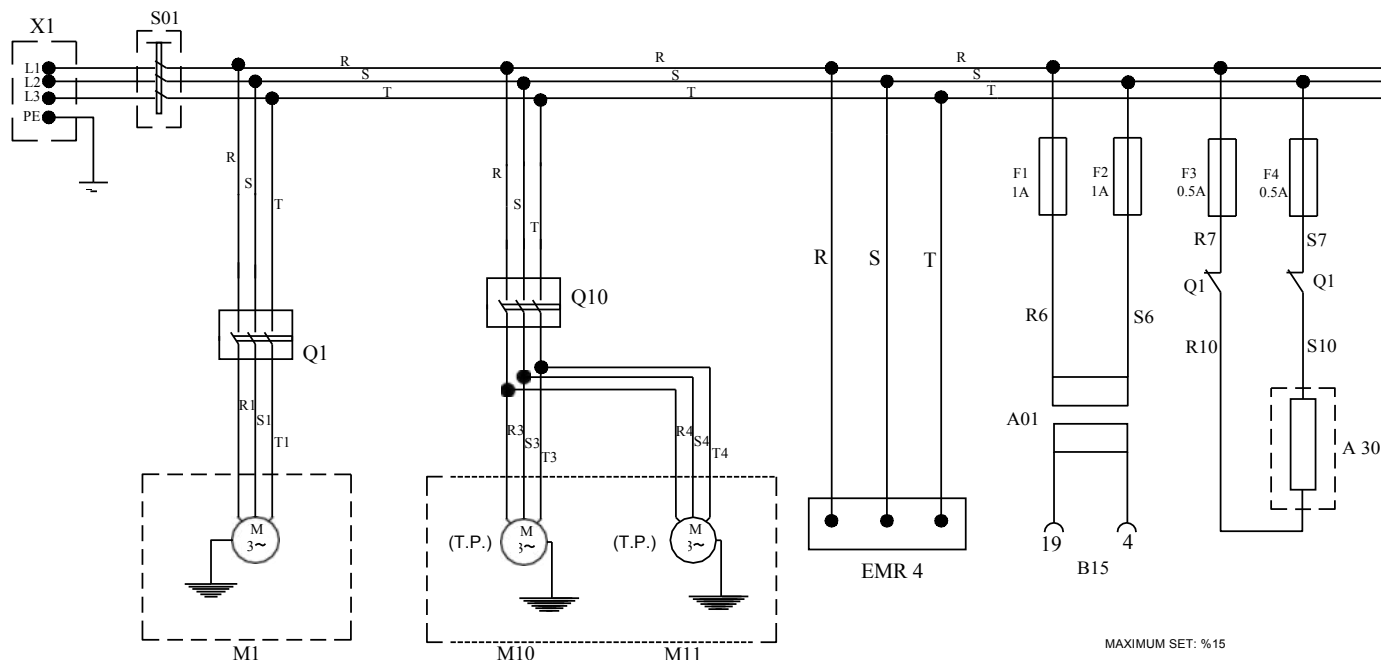 X1
S01
L1
L2
L3
PE
R
S
T
R
S
T
R
S
T
R
S
T
R
S
T
R
S
T
F1
1A
F2
1A
F3
0.5A
F4
0.5A
R7
S7
Q1
Q1
Q10
Q1
R6
S6
R10
S10
R1
S1
T1
R3
S3
T3
R4
S4
T4
A01
A 30
M
3~
(T.P.)
M
3~
(T.P.)
M
3~
19
4
B15
EMR 4
M1
M10
M11
MAXIMUM SET: %15